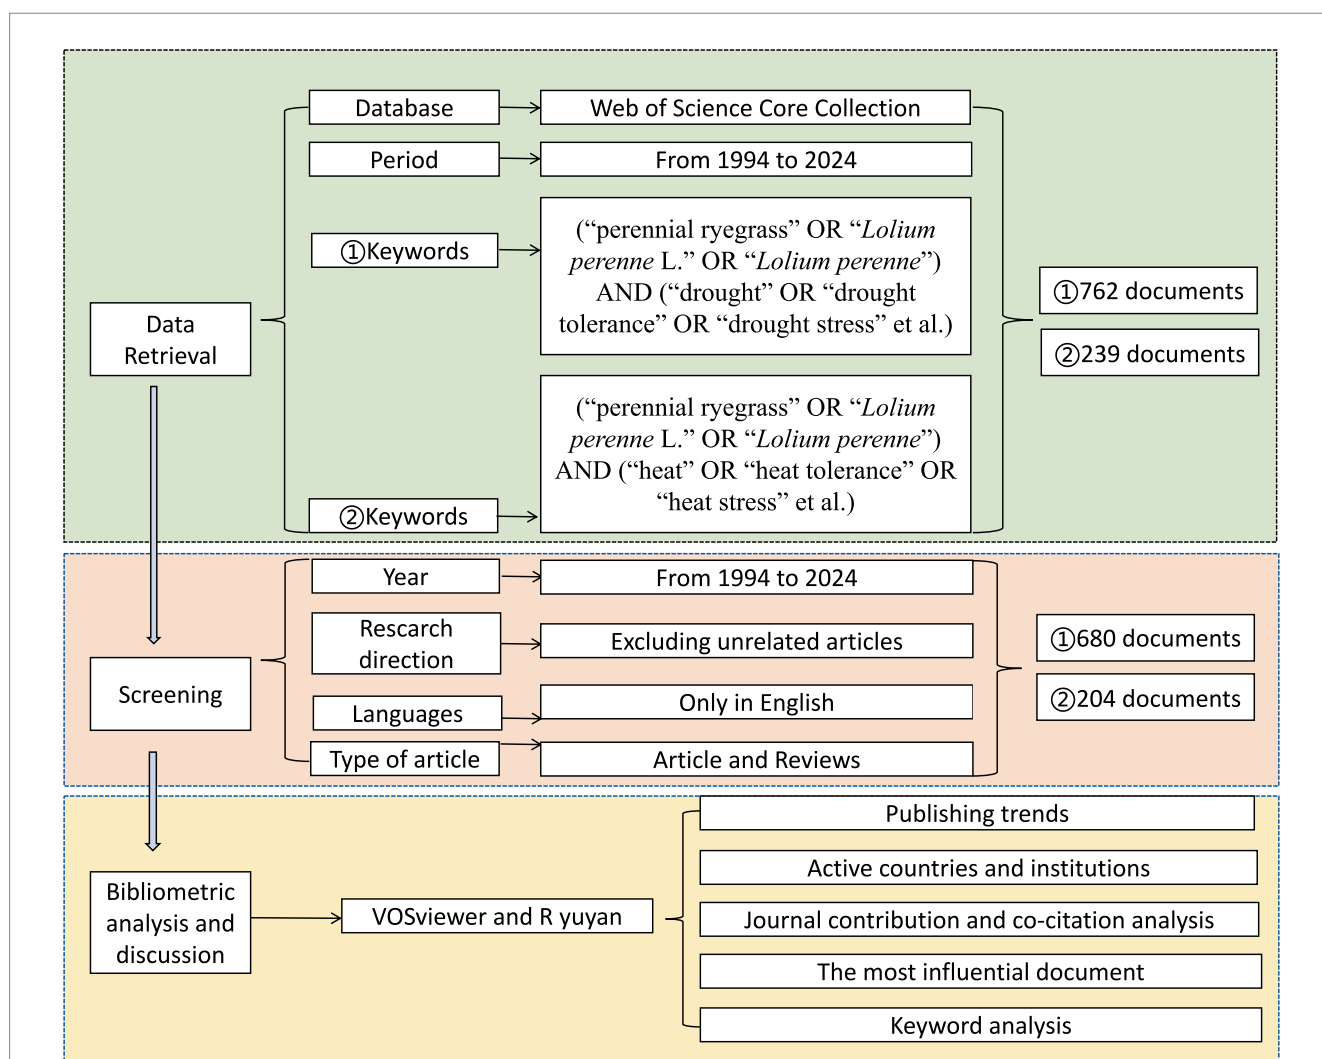 Database
Web of Science Core Collection
Period
From 1994 to 2024
①Keywords
(“perennial ryegrass” OR “Lolium
perenne L.” OR “Lolium perenne”)
AND (“drought” OR “drought
tolerance” OR “drought stress” et al.)
①762 documents
②239 documents
Data
Retrieval
(“perennial ryegrass” OR “Lolium
perenne L.” OR “Lolium perenne”)
AND (“heat” OR “heat tolerance” OR
“heat stress” et al.)
②Keywords
Year
From 1994 to 2024
Rescarch
direction
Excluding unrelated articles
①680 documents
②204 documents
Screening
Languages
Only in English
Type of article
Article and Reviews
Publishing trends
Active countries and institutions
Bibliometric
analysis and
discussion
VOSviewer and R yuyan
Journal contribution and co-citation analysis
The most influential document
Keyword analysis